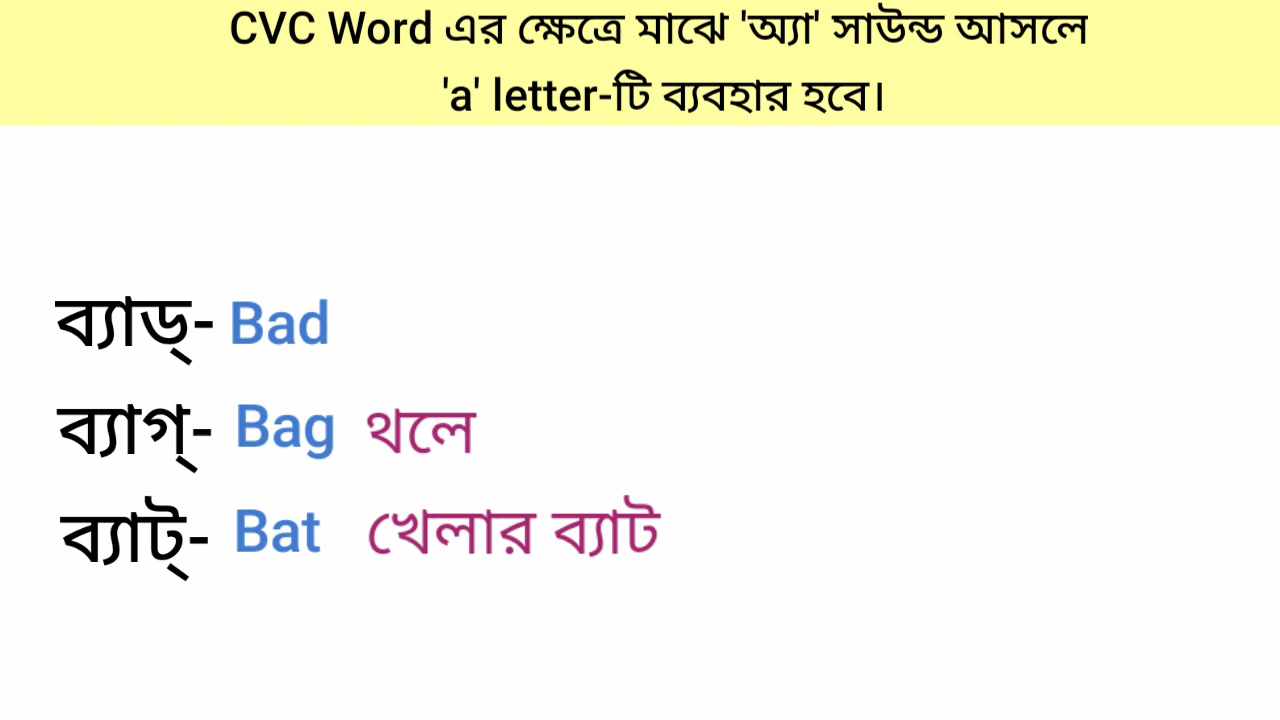 CVC Word এর ক্ষেত্রে মাঝে 'অ্যা' সাউন্ড আসলে
'a' letter-টি ব্যবহার হবে।
ব্যাড্- Bad
ব্যাগ্- Bag থলে
ব্যাট্- Bat খেলার ব্যাট